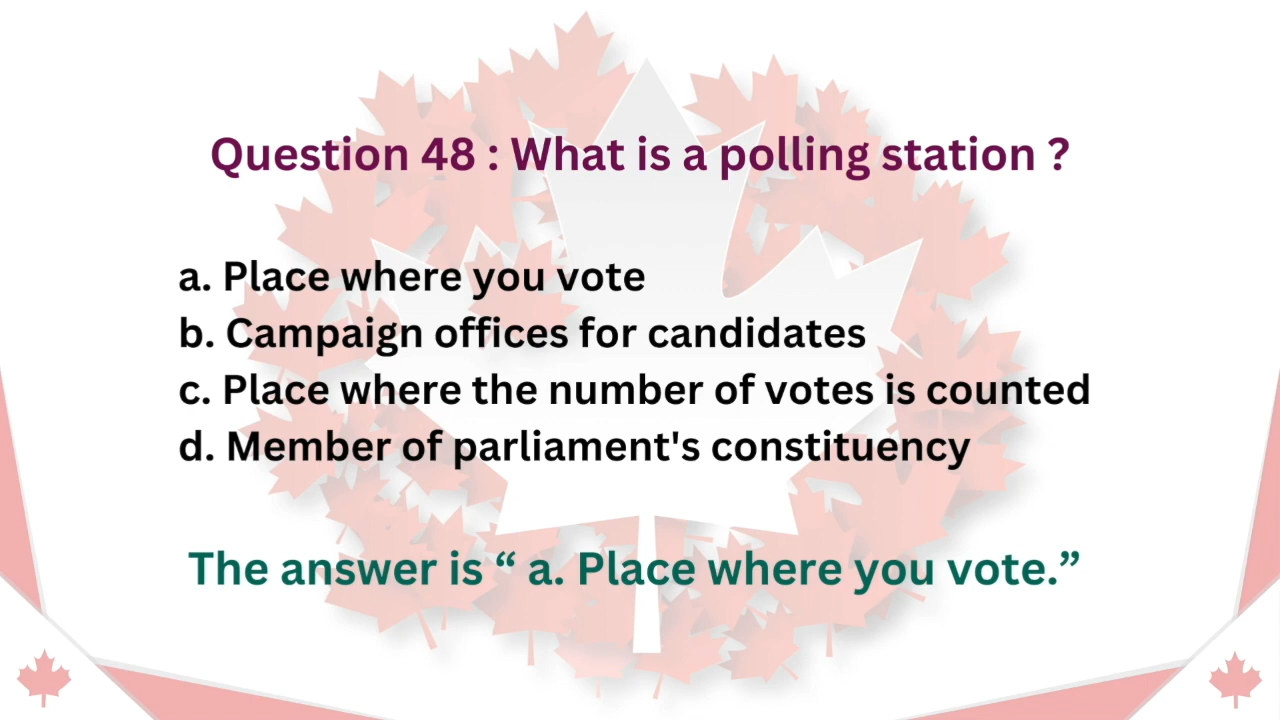 Question 48 : What is a polling station ?
a. Place where you vote
b. Campaign offices for candidates
c. Place where the number of votes is counted
d. Member of parliament's constituency
The answer is “ a. Place where you vote.”